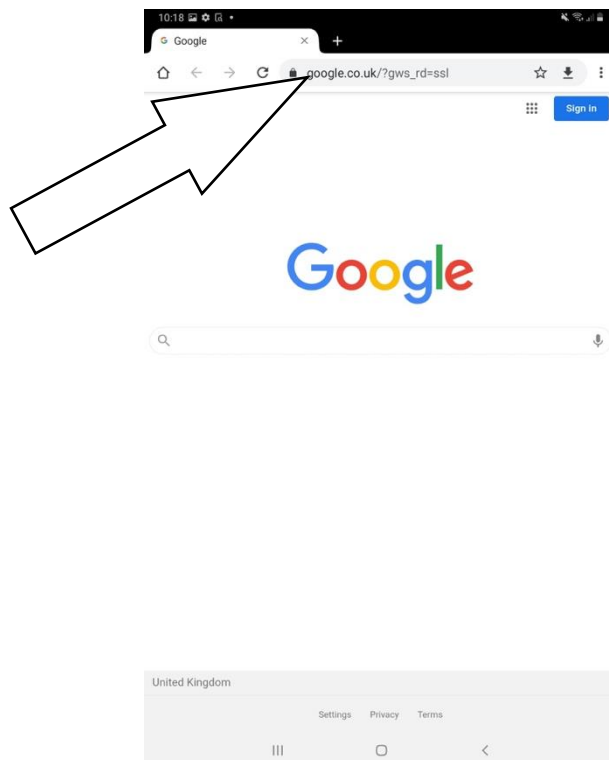 10:18
Google
google.co.uk/?gws_rd=ssl
Sign in
Google
United Kingdom
Settings Privacy Terms